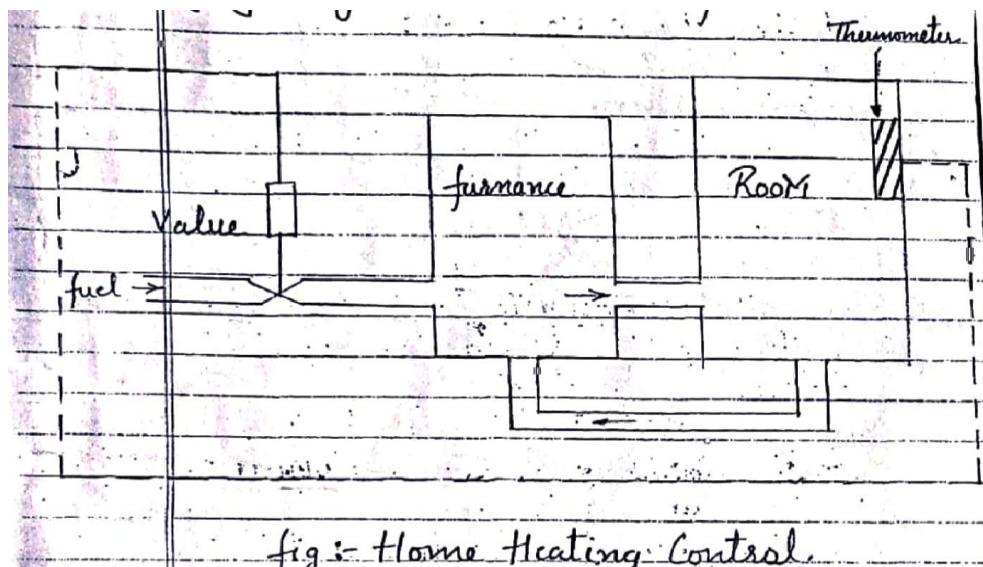 Thermometer
furnance
ROOM
Value
fuel
fig:- Home Heating Control.